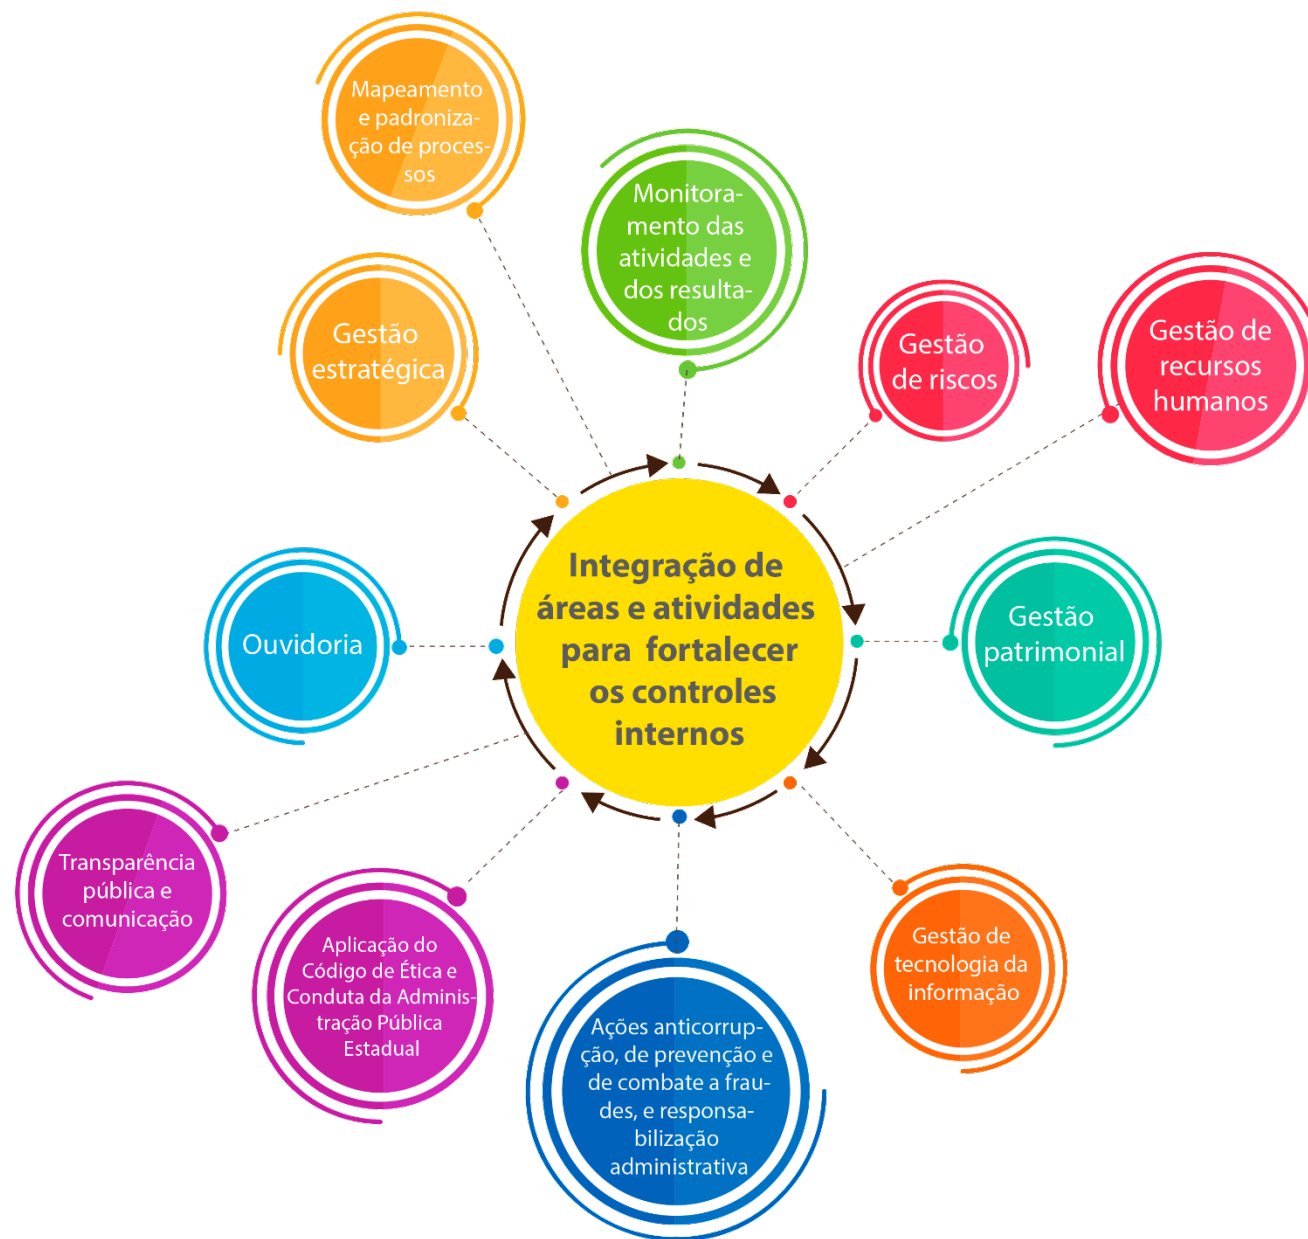 Mapeamento
e padroniza-
ção de proces-
sos
Monitora-
mento das
atividades e
dos resulta-
dos
Gestão
estratégica
Gestão
de riscos
Gestão de
recursos
humanos
Integração de
áreas e atividades
para fortalecer
os controles
internos
Ouvidoria
Gestão
patrimonial
Transparência
pública e
comunicação
Aplicação do
Código de Ética e
Conduta da Adminis-
tração Pública
Estadual
Ações anticorrup-
ção, de prevenção e
de combate a frau-
des, e responsa-
bilização
administrativa
Gestão de
tecnologia da
informação